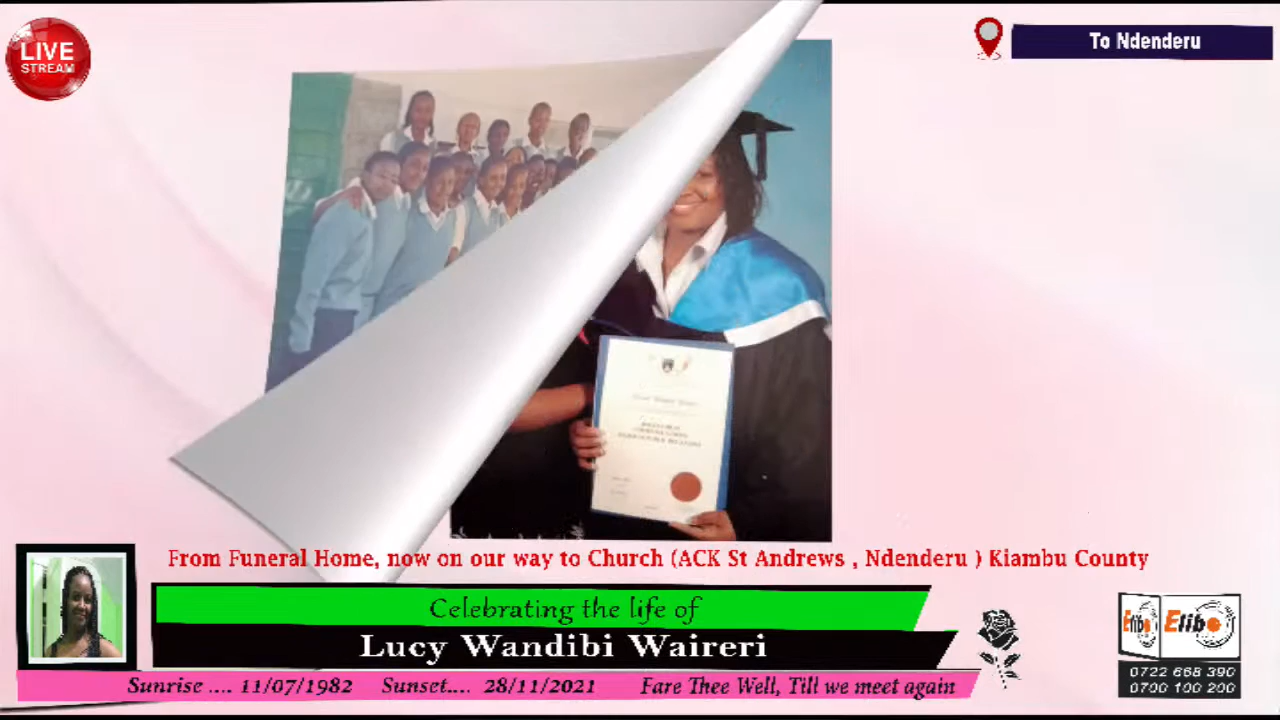 LIVE
STREAM
To Ndenderu
From Funeral Home, now on our way to Church (ACK St Andrews , Ndenderu ) Kiambu County
Celebrating the life of
Lucy Wandibi Waireri
Sunrise .... 11/07/1982 Sunset.... 28/11/2021 Fare Thee Well, Till we meet again
Elibo
Elibo
0722 668 390
0700 100 200